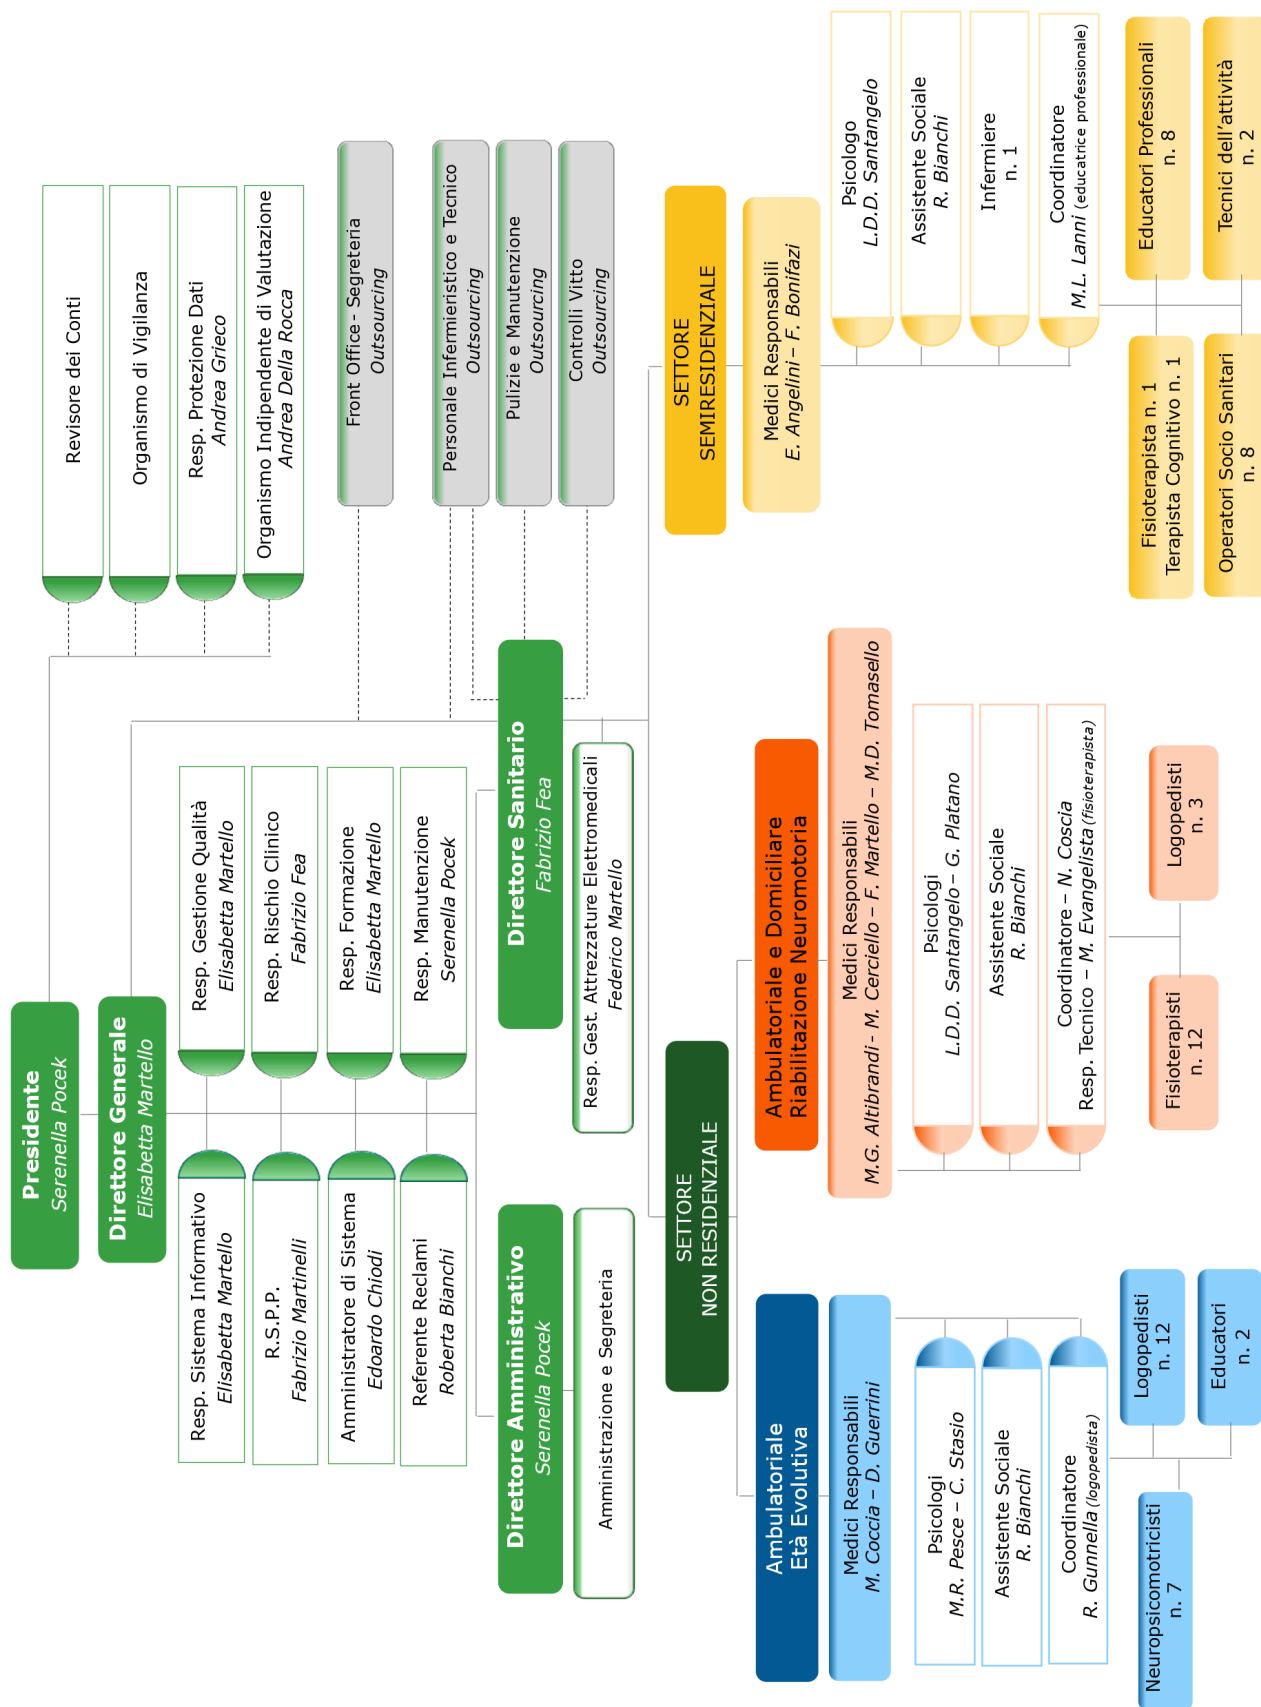 Presidente
Serenella Pocek
Direttore Generale
Elisabetta Martello
Revisore dei Conti
Organismo di Vigilanza
Resp. Protezione Dati
Andrea Grieco
Organismo Indipendente di Valutazione
Andrea Della Rocca
Resp. Sistema Informativo
Elisabetta Martello
R.S.P.P.
Fabrizio Martinelli
Amministratore di Sistema
Edoardo Chiodi
Referente Reclami
Roberta Bianchi
Resp. Gestione Qualità
Elisabetta Martello
Resp. Rischio Clinico
Fabrizio Fea
Resp. Formazione
Elisabetta Martello
Resp. Manutenzione
Serenella Pocek
Front Office - Segreteria
Outsourcing
Personale Infermieristico e Tecnico
Outsourcing
Pulizie e Manutenzione
Outsourcing
Controlli Vitto
Outsourcing
Direttore Amministrativo
Serenella Pocek
Amministrazione e Segreteria
Direttore Sanitario
Fabrizio Fea
Resp. Gest. Attrezzature Elettromedicali
Federico Martello
SETTORE
NON RESIDENZIALE
SETTORE
SEMIRESIDENZIALE
Ambulatoriale
Età Evolutiva
Medici Responsabili
M. Coccia – D. Guerrini
Psicologi
M.R. Pesce – C. Stasio
Assistente Sociale
R. Bianchi
Coordinatore
R. Gunnella (logopedista)
Neuropsicomotricisti
n. 7
Logopedisti
n. 12
Educatori
n. 2
Ambulatoriale e Domiciliare
Riabilitazione Neuromotoria
Medici Responsabili
M.G. Altibrandi - M. Cerciello – F. Martello – M.D. Tomasello
Psicologi
L.D.D. Santangelo – G. Platano
Assistente Sociale
R. Bianchi
Coordinatore – N. Coscia
Resp. Tecnico – M. Evangelista (fisioterapista)
Fisioterapisti
n. 12
Logopedisti
n. 3
Medici Responsabili
E. Angelini – F. Bonifazi
Psicologo
L.D.D. Santangelo
Assistente Sociale
R. Bianchi
Infermiere
n. 1
Coordinatore
M.L. Lanni (educatrice professionale)
Fisioterapista n. 1
Terapista Cognitivo n. 1
Educatori Professionali
n. 8
Operatori Socio Sanitari
n. 8
Tecnici dell'attività
n. 2